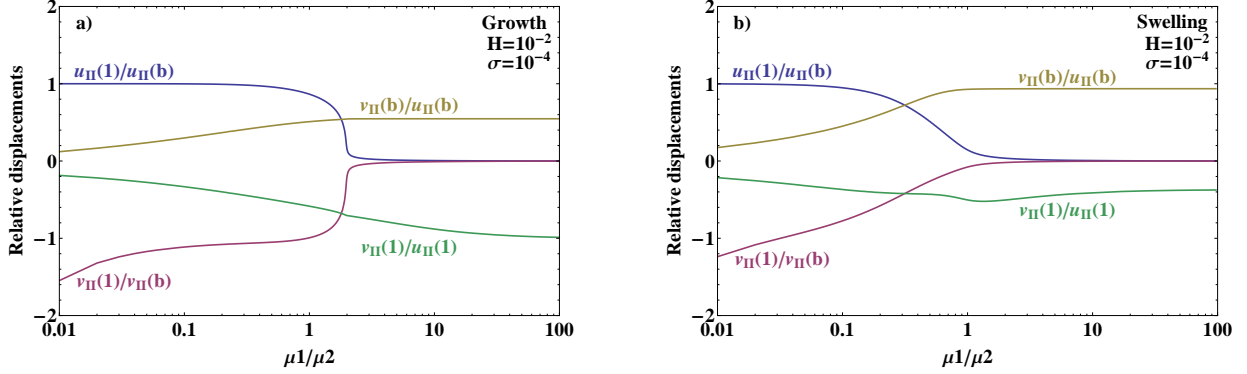 a)
Growth
H=10⁻²
σ=10⁻⁴
u_II(1)/u_II(b)
v_II(b)/u_II(b)
v_II(1)/u_II(1)
v_II(1)/v_II(b)
Relative displacements
2
1
0
−1
−2
0.01 0.1 1 10 100
μ1/μ2
b)
Swelling
H=10⁻²
σ=10⁻⁴
u_II(1)/u_II(b)
v_II(b)/u_II(b)
v_II(1)/u_II(1)
v_II(1)/v_II(b)
Relative displacements
2
1
0
−1
−2
0.01 0.1 1 10 100
μ1/μ2